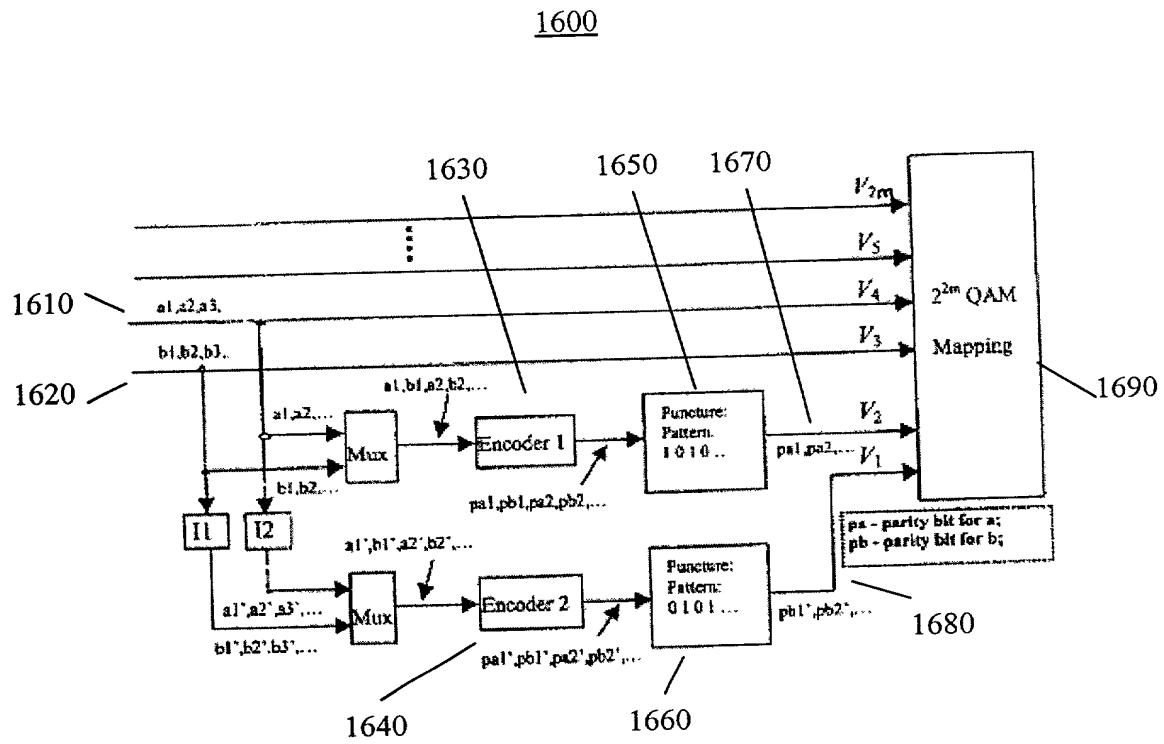 1600
1630
1650
1670
V2m
V5
1610
a1,a2,a3,
V4
2^2m QAM
Mapping
b1,b2,b3,.
V3
1620
a1,b1,a2,b2,...
1690
a1,a2,...
Mux
Encoder 1
Puncture:
Pattern:
1 0 1 0 ..
V2
pa1,pa2,...
V1
b1,b2,...
pa1,pb1,pa2,pb2,...
I1
I2
pa - parity bit for a;
pb - parity bit for b;
a1',b1',a2',b2',...
Mux
Encoder 2
Puncture:
Pattern:
0 1 0 1 ...
pb1',pb2',...
1680
a1',a2',a3',...
b1',b2',b3',...
pa1',pb1',pa2',pb2',...
1640
1660